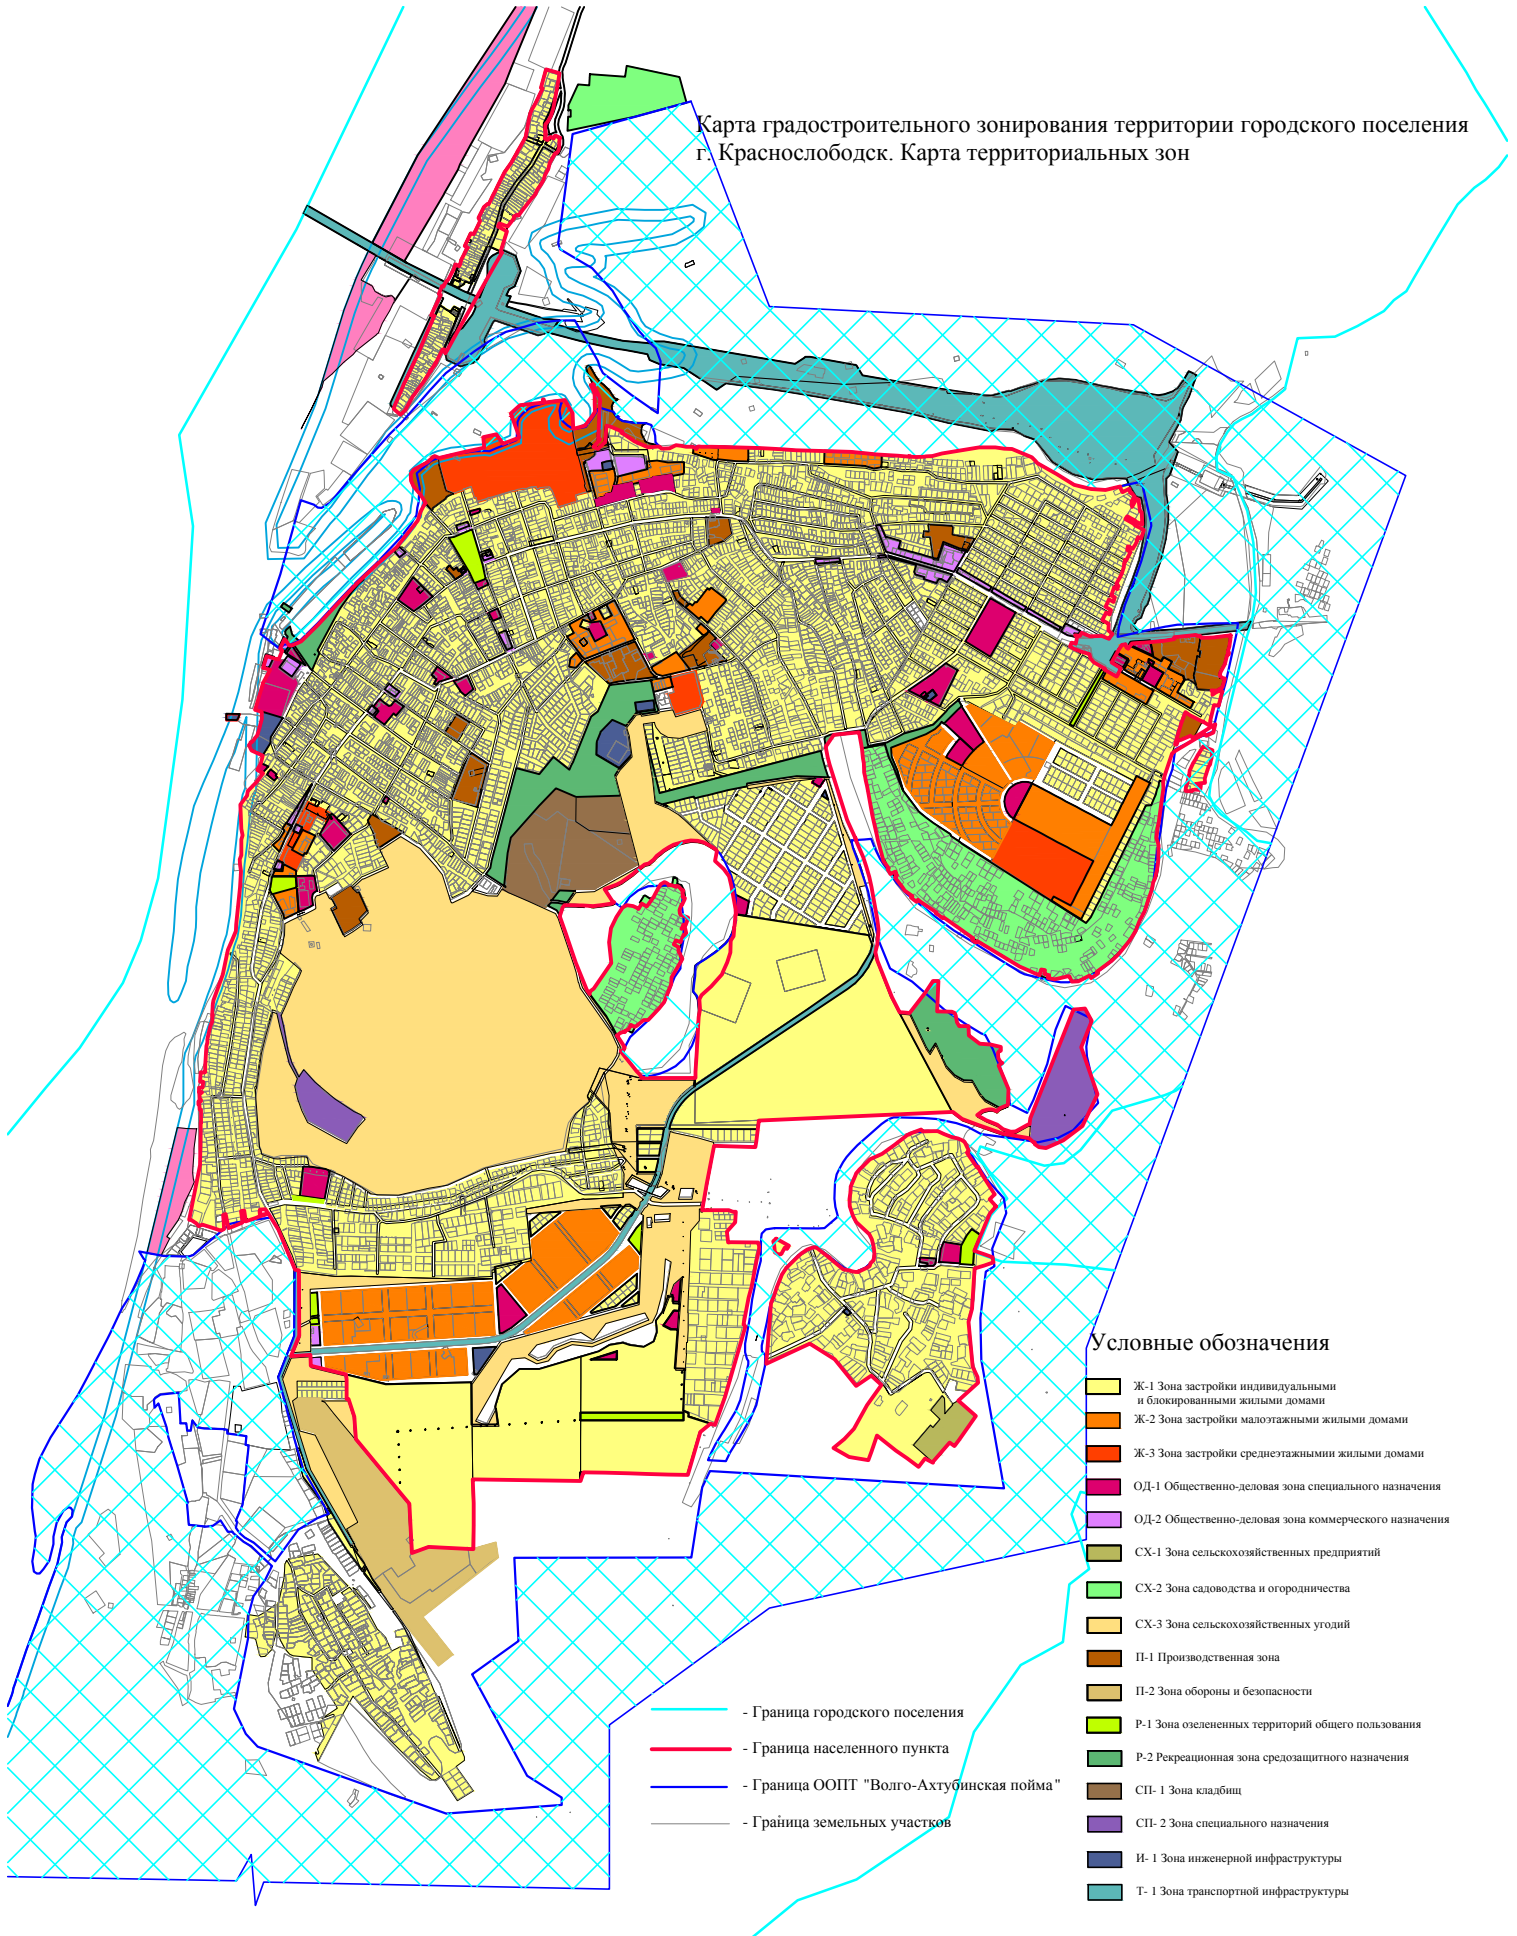 Карта градостроительного зонирования территории городского поселения
г. Краснослободск. Карта территориальных зон
Условные обозначения
Ж-1 Зона застройки индивидуальными
и блокированными жилыми домами
Ж-2 Зона застройки малоэтажными жилыми домами
Ж-3 Зона застройки среднеэтажнымии жилыми домами
ОД-1 Общественно-деловая зона специального назначения
ОД-2 Общественно-деловая зона коммерческого назначения
СХ-1 Зона сельскохозяйственных предприятий
СХ-2 Зона садоводства и огородничества
СХ-3 Зона сельскохозяйственных угодий
П-1 Производственная зона
П-2 Зона обороны и безопасности
Р-1 Зона озелененных территорий общего пользования
Р-2 Рекреационная зона средозащитного назначения
СП- 1 Зона кладбищ
СП- 2 Зона специального назначения
И- 1 Зона инженерной инфраструктуры
Т- 1 Зона транспортной инфраструктуры
- Граница городского поселения
- Граница населенного пункта
- Граница ООПТ "Волго-Ахтубинская пойма"
- Граница земельных участков